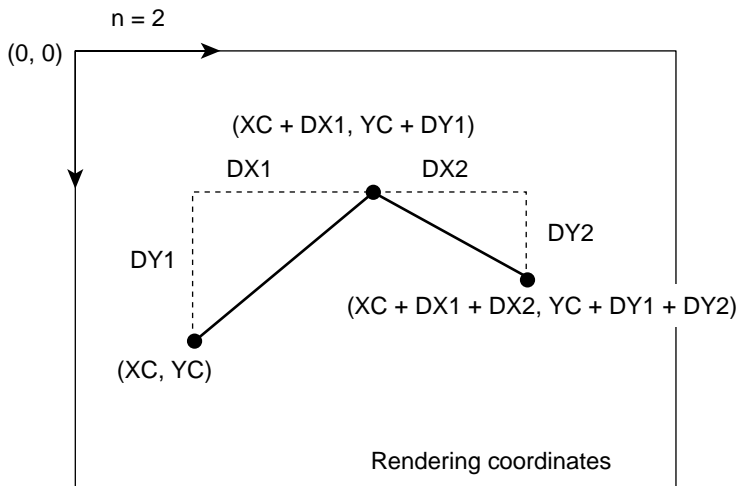 n = 2
(0, 0)
(XC + DX1, YC + DY1)
DX1
DX2
DY1
DY2
(XC + DX1 + DX2, YC + DY1 + DY2)
(XC, YC)
Rendering coordinates